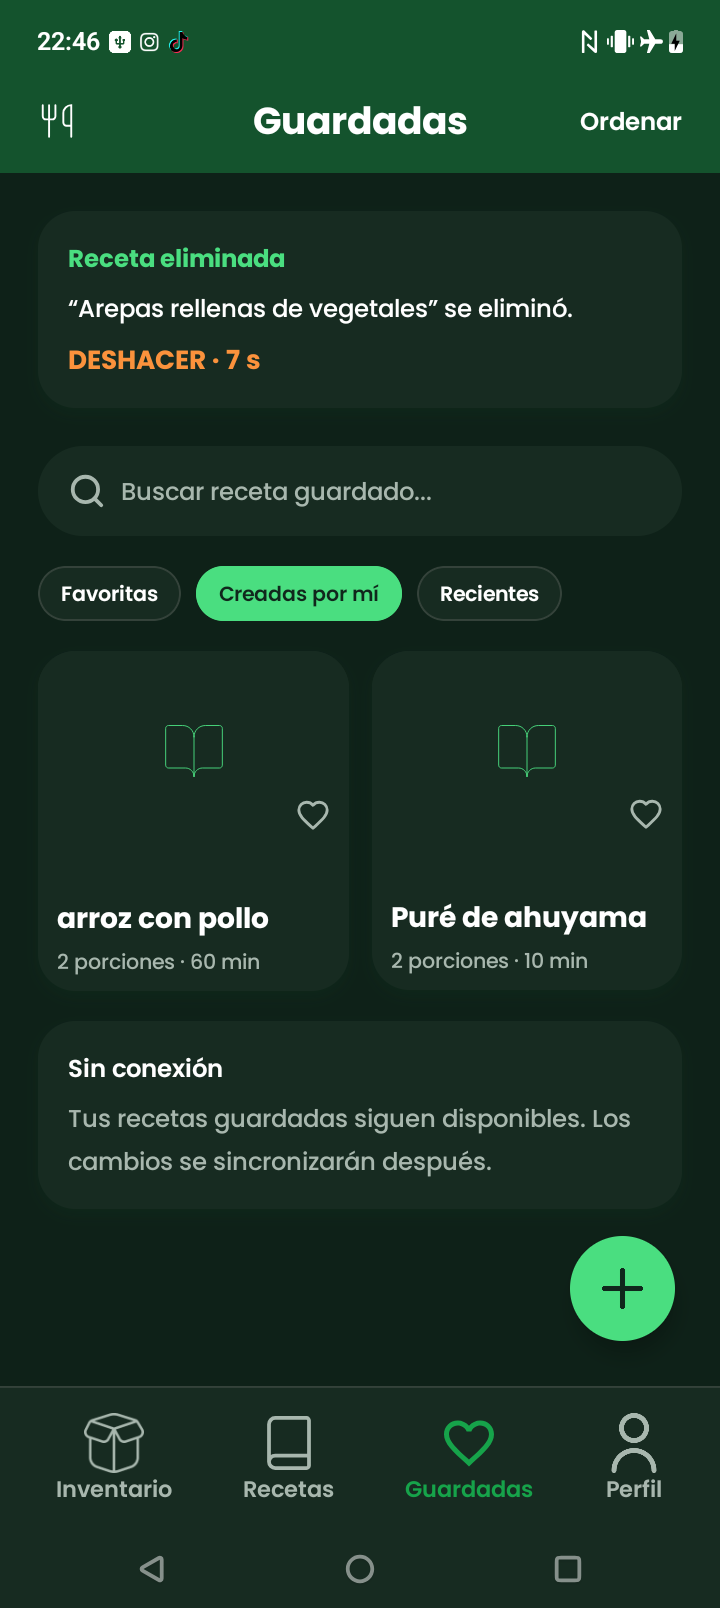 22:46
Guardadas
Ordenar
Receta eliminada
“Arepas rellenas de vegetales” se eliminó.
DESHACER · 7 s
Buscar receta guardado...
Favoritas
Creadas por mí
Recientes
arroz con pollo
2 porciones · 60 min
Puré de ahuyama
2 porciones · 10 min
Sin conexión
Tus recetas guardadas siguen disponibles. Los
cambios se sincronizarán después.
Inventario
Recetas
Guardadas
Perfil